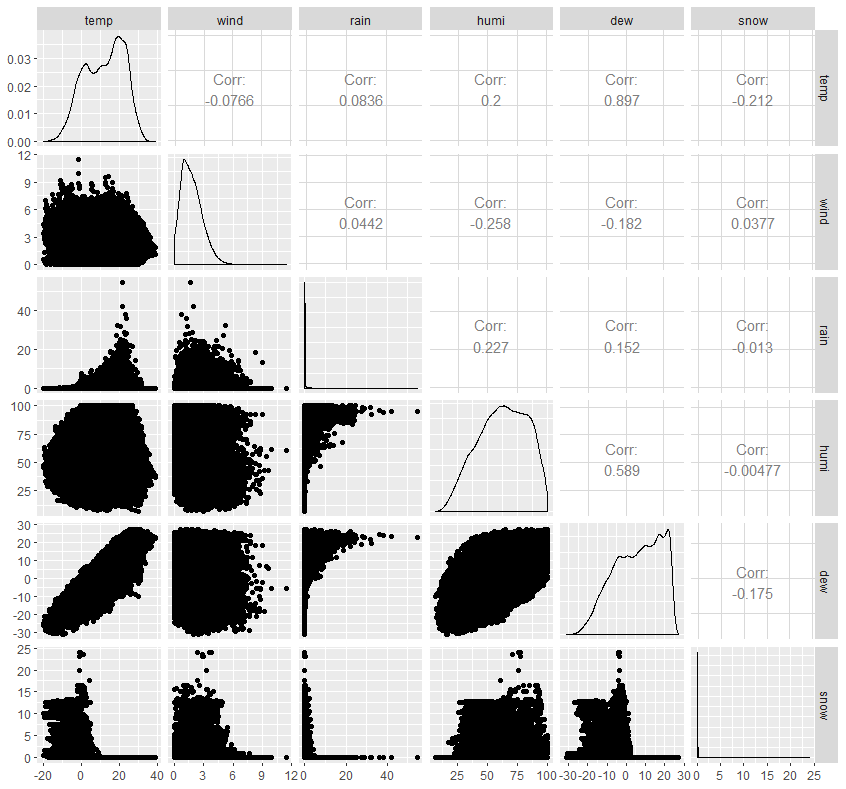 temp wind rain humi dew snow
0.03
0.02
0.01
0.00
Corr:
-0.0766
Corr:
0.0836
Corr:
0.2
Corr:
0.897
Corr:
-0.212
temp
12
9
6
3
0
Corr:
0.0442
Corr:
-0.258
Corr:
-0.182
Corr:
0.0377
wind
40
20
0
Corr:
0.227
Corr:
0.152
Corr:
-0.013
rain
100
75
50
25
Corr:
0.589
Corr:
-0.00477
humi
30
20
10
0
-10
-20
-30
Corr:
-0.175
dew
25
20
15
10
5
0
snow
-20 0 20 40 0 3 6 9 12 0 20 40 25 50 75 100 -30 -20 -10 0 10 20 30 0 5 10 15 20 25